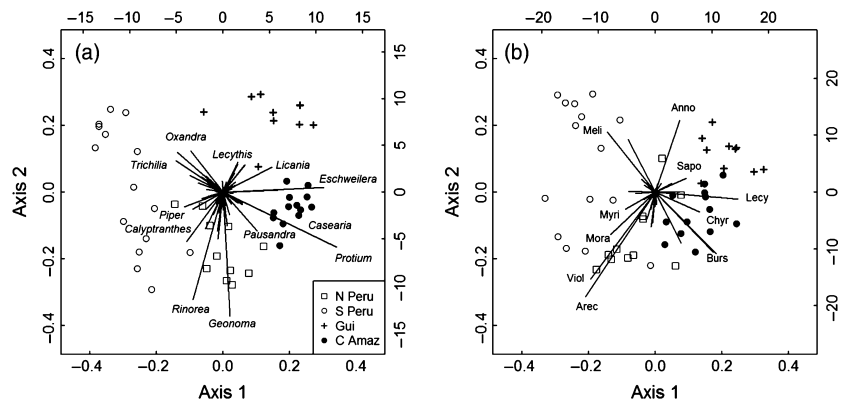 −15 −10 −5 0 5 10 15
(a)
0.4
0.2
0.0
−0.2
−0.4
15
10
5
0
−5
−10
−15
Axis 2
Oxandra
Trichilia
Lecythis
Licania
Eschweilera
Piper
Calyptranthes
Pausandra
Casearia
Protium
Rinorea
Geonoma
N Peru
S Peru
Gui
C Amaz
−0.4 −0.2 0.0 0.2 0.4
Axis 1
−20 −10 0 10 20
(b)
0.4
0.2
0.0
−0.2
−0.4
20
10
0
−10
−20
Axis 2
Anno
Meli
Sapo
Lecy
Myri
Chyr
Mora
Burs
Viol
Arec
−0.4 −0.2 0.0 0.2 0.4
Axis 1